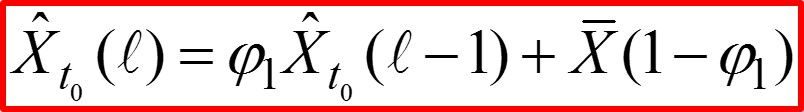 X̂_{t₀}(ℓ) = φ₁X̂_{t₀}(ℓ−1) + X̄(1−φ₁)